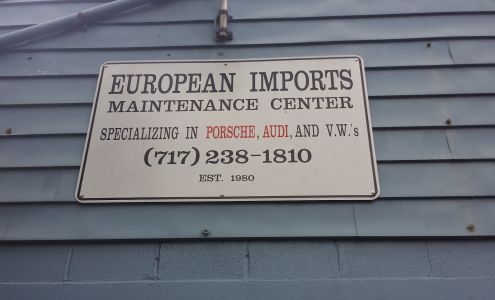 EUROPEAN IMPORTS
MAINTENANCE CENTER
SPECIALIZING IN PORSCHE, AUDI, AND V.W.'s
(717) 238-1810
EST. 1980